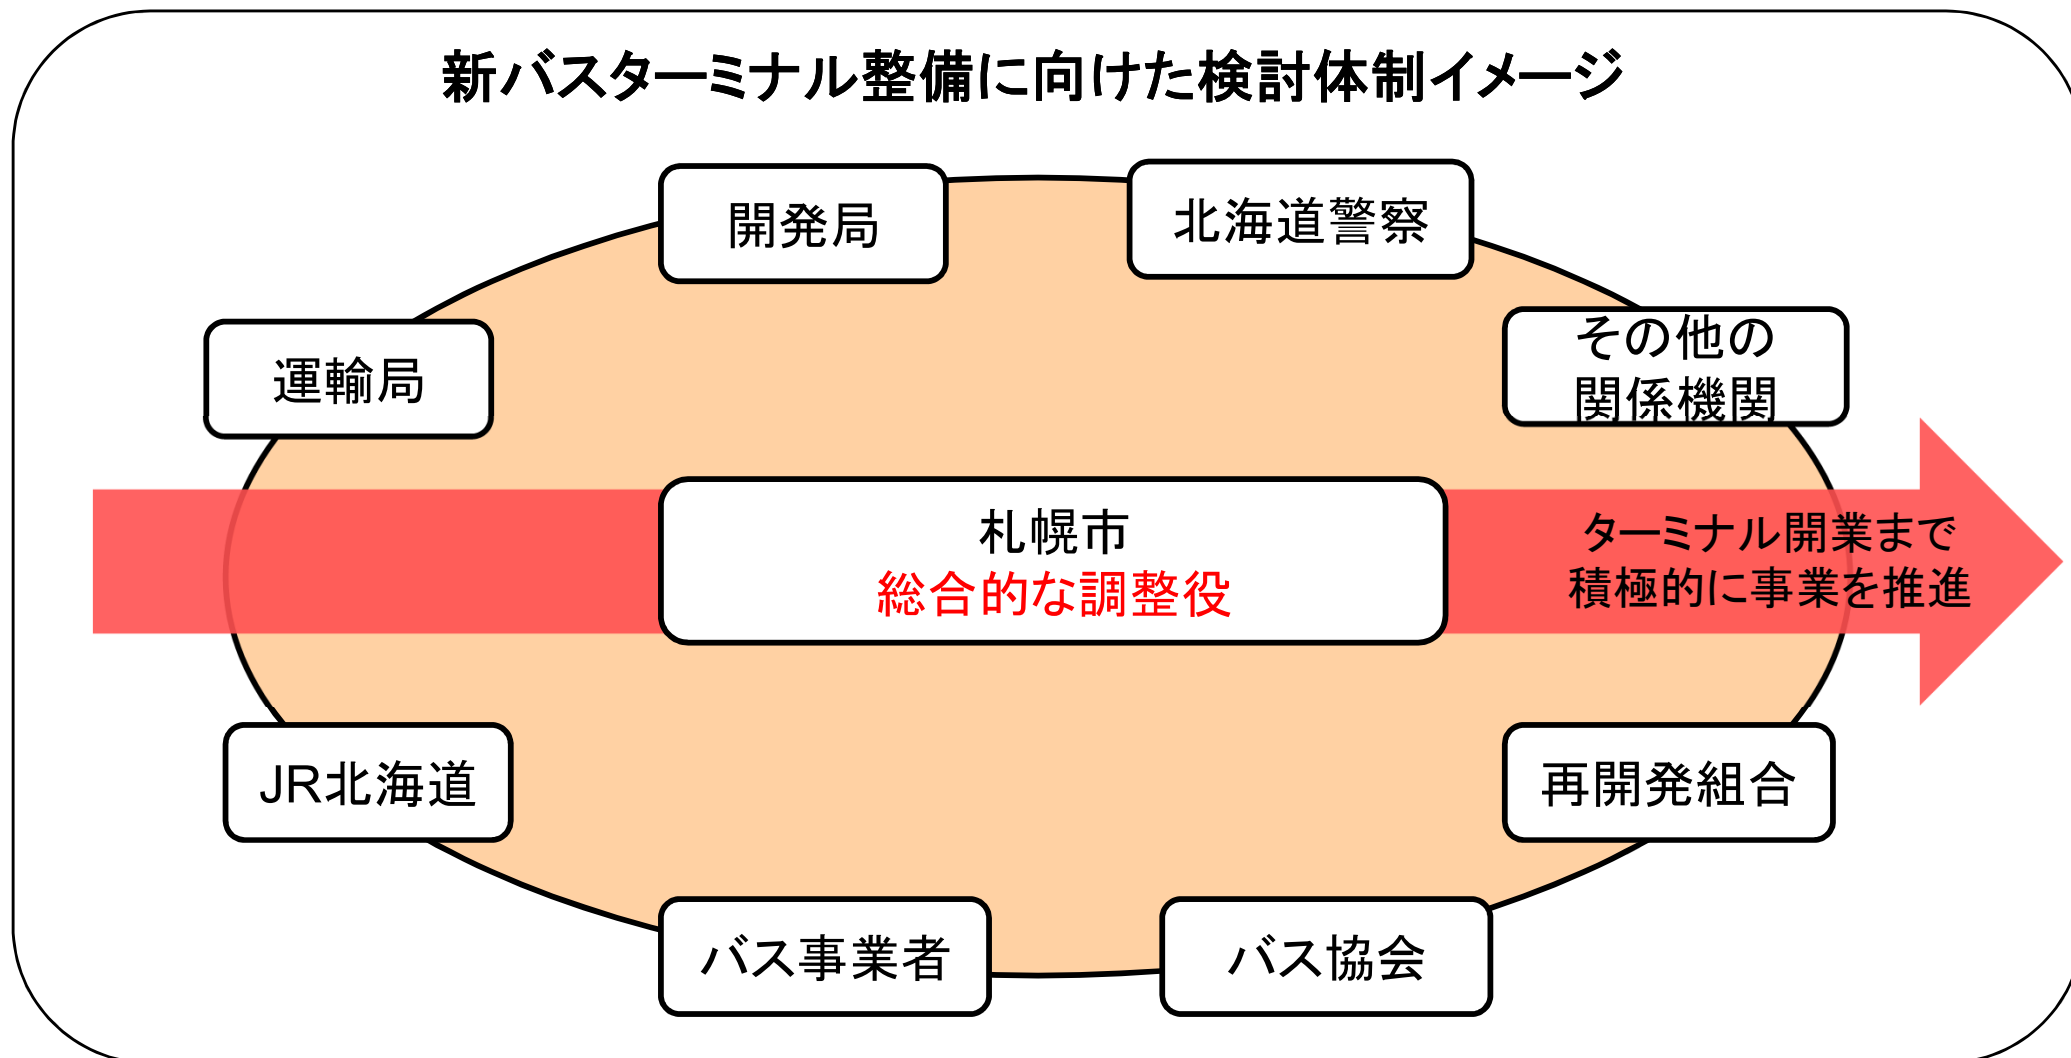 新バスターミナル整備に向けた検討体制イメージ
開発局
北海道警察
運輸局
その他の
関係機関
札幌市
総合的な調整役
ターミナル開業まで
積極的に事業を推進
JR北海道
再開発組合
バス事業者
バス協会